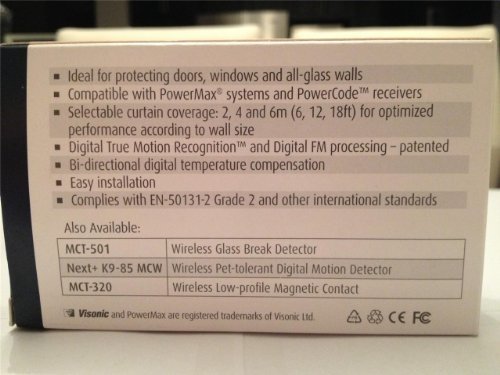 ▪ Ideal for protecting doors, windows and all-glass walls
▪ Compatible with PowerMax® systems and PowerCode™ receivers
▪ Selectable curtain coverage: 2, 4 and 6m (6, 12, 18ft) for optimized
performance according to wall size
▪ Digital True Motion Recognition™ and Digital FM processing – patented
▪ Bi-directional digital temperature compensation
▪ Easy installation
▪ Complies with EN-50131-2 Grade 2 and other international standards
Also Available:
MCT-501 Wireless Glass Break Detector
Next+ K9-85 MCW Wireless Pet-tolerant Digital Motion Detector
MCT-320 Wireless Low-profile Magnetic Contact
Visonic and PowerMax are registered trademarks of Visonic Ltd. CE FC